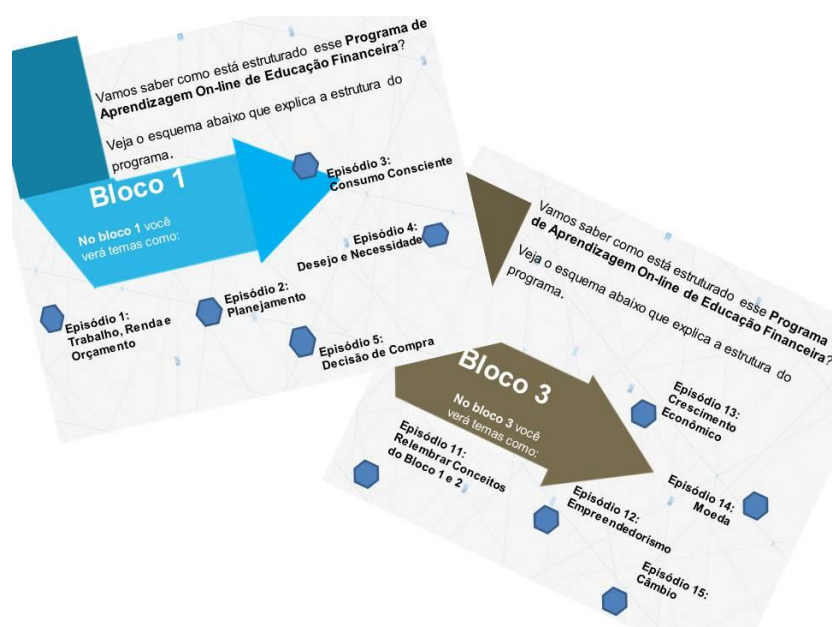 Vamos saber como está estruturado esse Programa de
Aprendizagem On-line de Educação Financeira?
Veja o esquema abaixo que explica a estrutura do
programa.
Bloco 1
No bloco 1 você
verá temas como:
Episódio 3:
Consumo Consciente
Episódio 4:
Desejo e Necessidade
Episódio 1:
Trabalho, Renda e
Orçamento
Episódio 2:
Planejamento
Episódio 5:
Decisão de Compra
Vamos saber como está estruturado esse Programa
de Aprendizagem On-line de Educação Financeira?
Veja o esquema abaixo que explica a estrutura do
programa.
Bloco 3
No bloco 3 você
verá temas como:
Episódio 13:
Crescimento
Econômico
Episódio 11:
Relembrar Conceitos
do Bloco 1 e 2
Episódio 14:
Moeda
Episódio 12:
Empreendedorismo
Episódio 15:
Câmbio